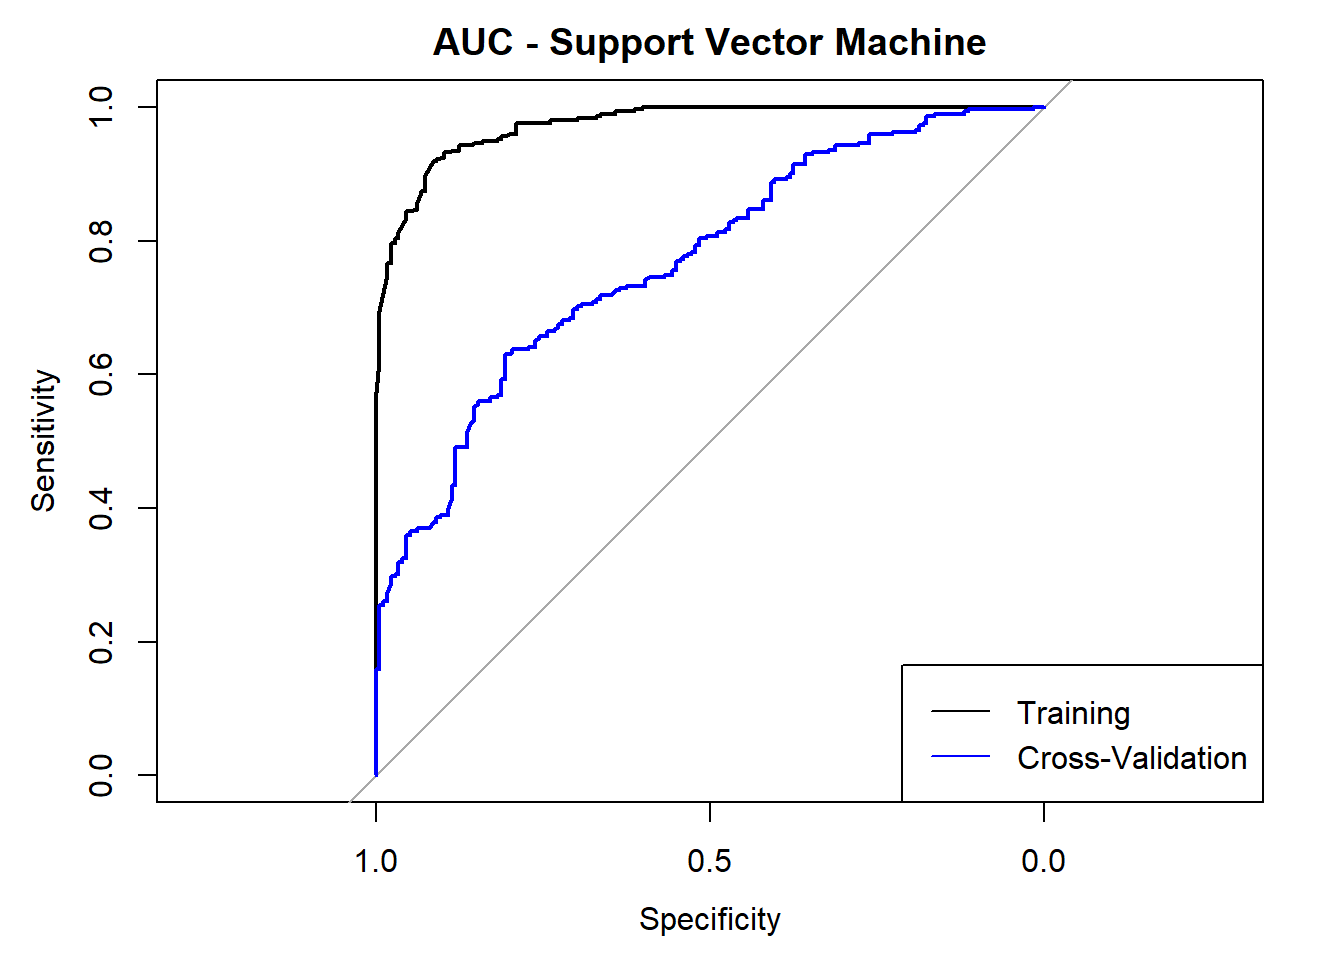 AUC - Support Vector Machine
Sensitivity
1.0
0.8
0.6
0.4
0.2
0.0
Training
Cross-Validation
1.0 0.5 0.0
Specificity